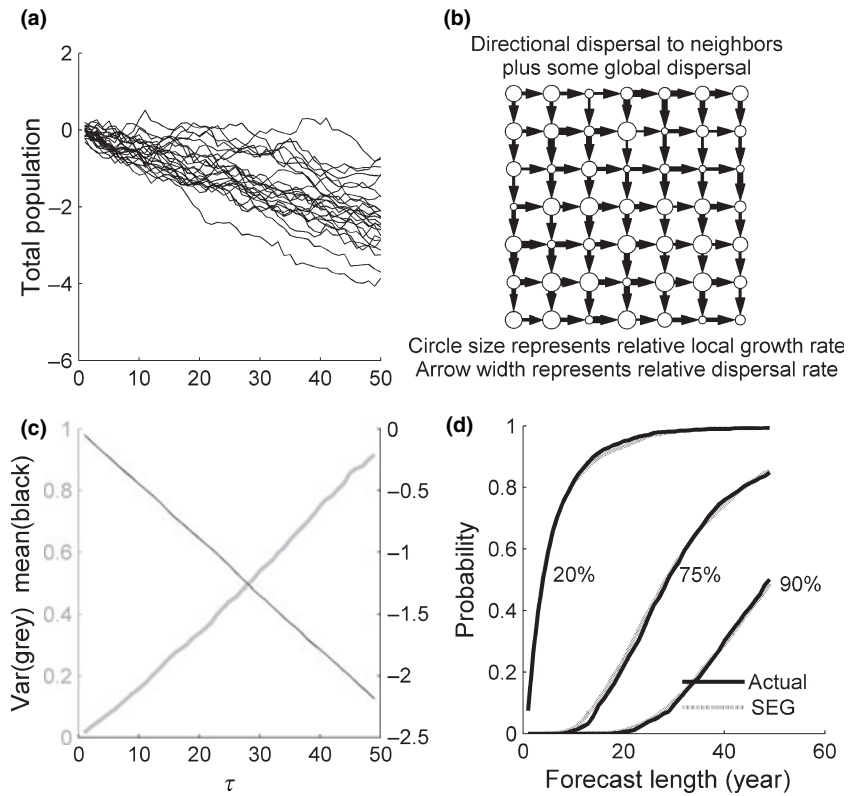 (a)
2
0
–2
–4
–6
Total population
0 10 20 30 40 50
(b)
Directional dispersal to neighbors
plus some global dispersal
Circle size represents relative local growth rate
Arrow width represents relative dispersal rate
(c)
Var(grey) mean(black)
1
0.8
0.6
0.4
0.2
0
0
–0.5
–1
–1.5
–2
–2.5
0 10 20 30 40 50
τ
(d)
Probability
1
0.8
0.6
0.4
0.2
0
20%
75%
90%
Actual
SEG
0 20 40 60
Forecast length (year)